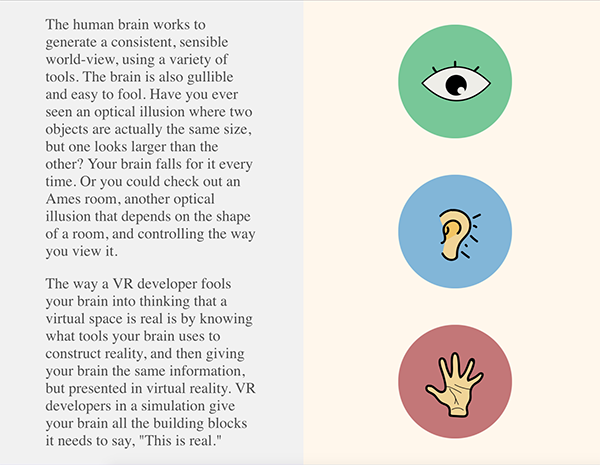 The human brain works to
generate a consistent, sensible
world-view, using a variety of
tools. The brain is also gullible
and easy to fool. Have you ever
seen an optical illusion where two
objects are actually the same size,
but one looks larger than the
other? Your brain falls for it every
time. Or you could check out an
Ames room, another optical
illusion that depends on the shape
of a room, and controlling the way
you view it.
The way a VR developer fools
your brain into thinking that a
virtual space is real is by knowing
what tools your brain uses to
construct reality, and then giving
your brain the same information,
but presented in virtual reality. VR
developers in a simulation give
your brain all the building blocks
it needs to say, "This is real."